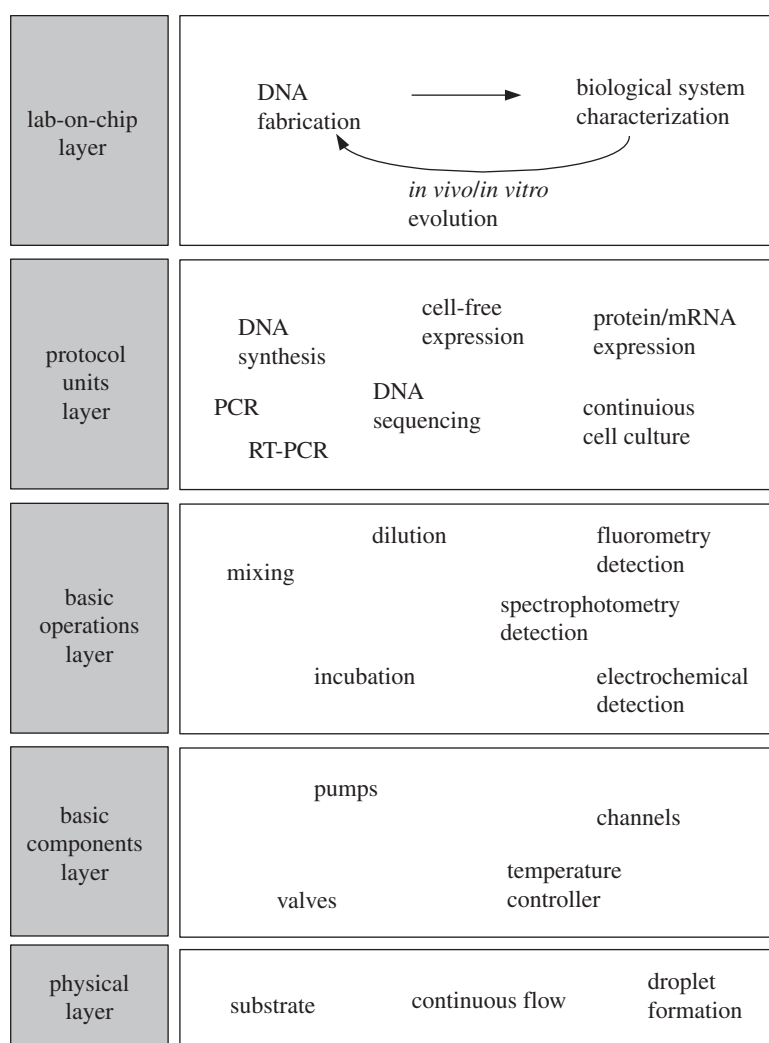 lab-on-chip
layer
DNA
fabrication
biological system
characterization
in vivo/in vitro
evolution
protocol
units
layer
DNA
synthesis
cell-free
expression
protein/mRNA
expression
PCR
DNA
sequencing
continuious
cell culture
RT-PCR
basic
operations
layer
dilution
fluorometry
detection
mixing
spectrophotometry
detection
incubation
electrochemical
detection
basic
components
layer
pumps
channels
valves
temperature
controller
physical
layer
substrate
continuous flow
droplet
formation